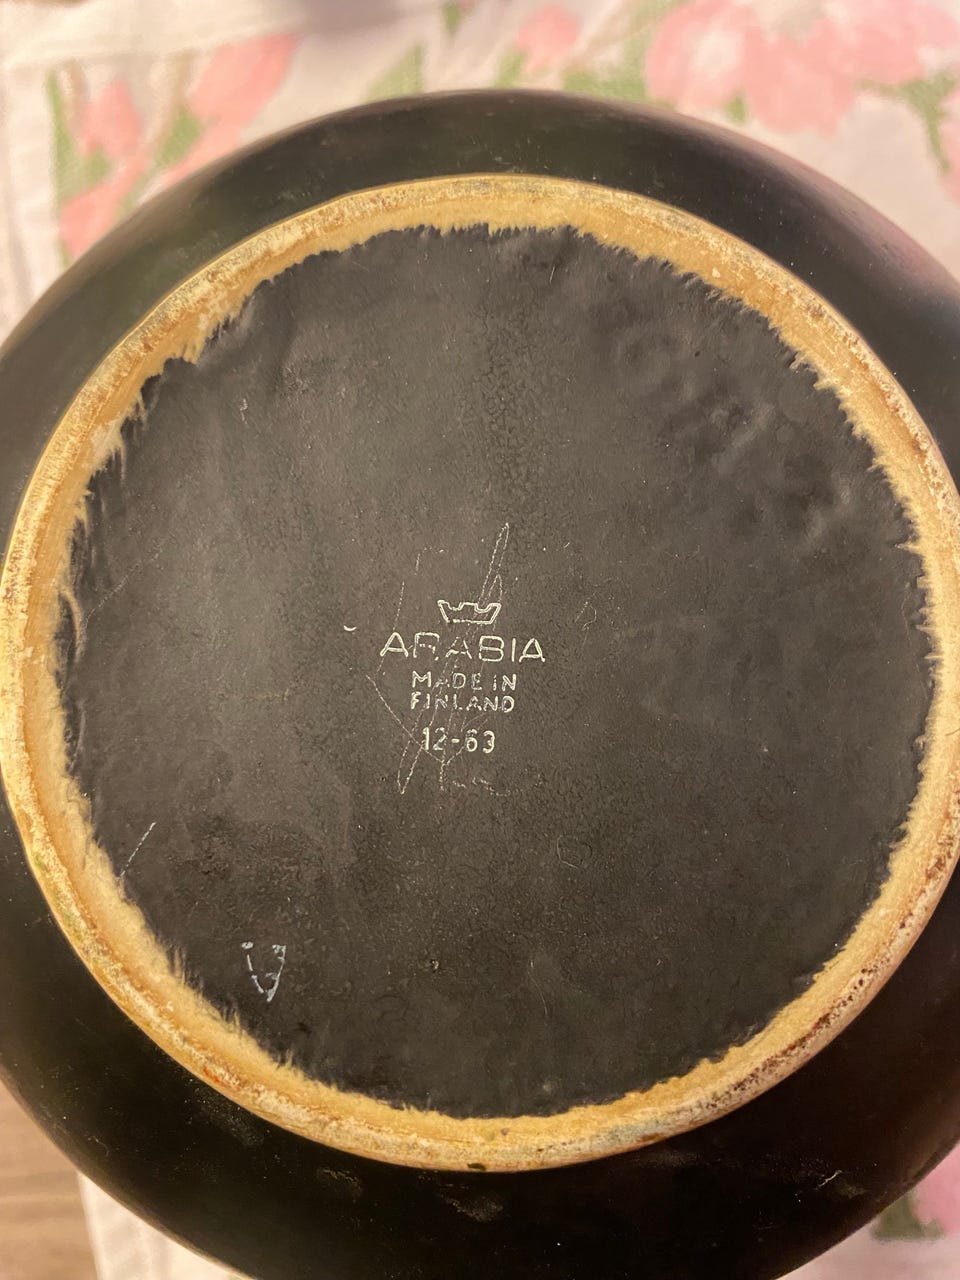 ARABIA
MADE IN
FINLAND
12-63